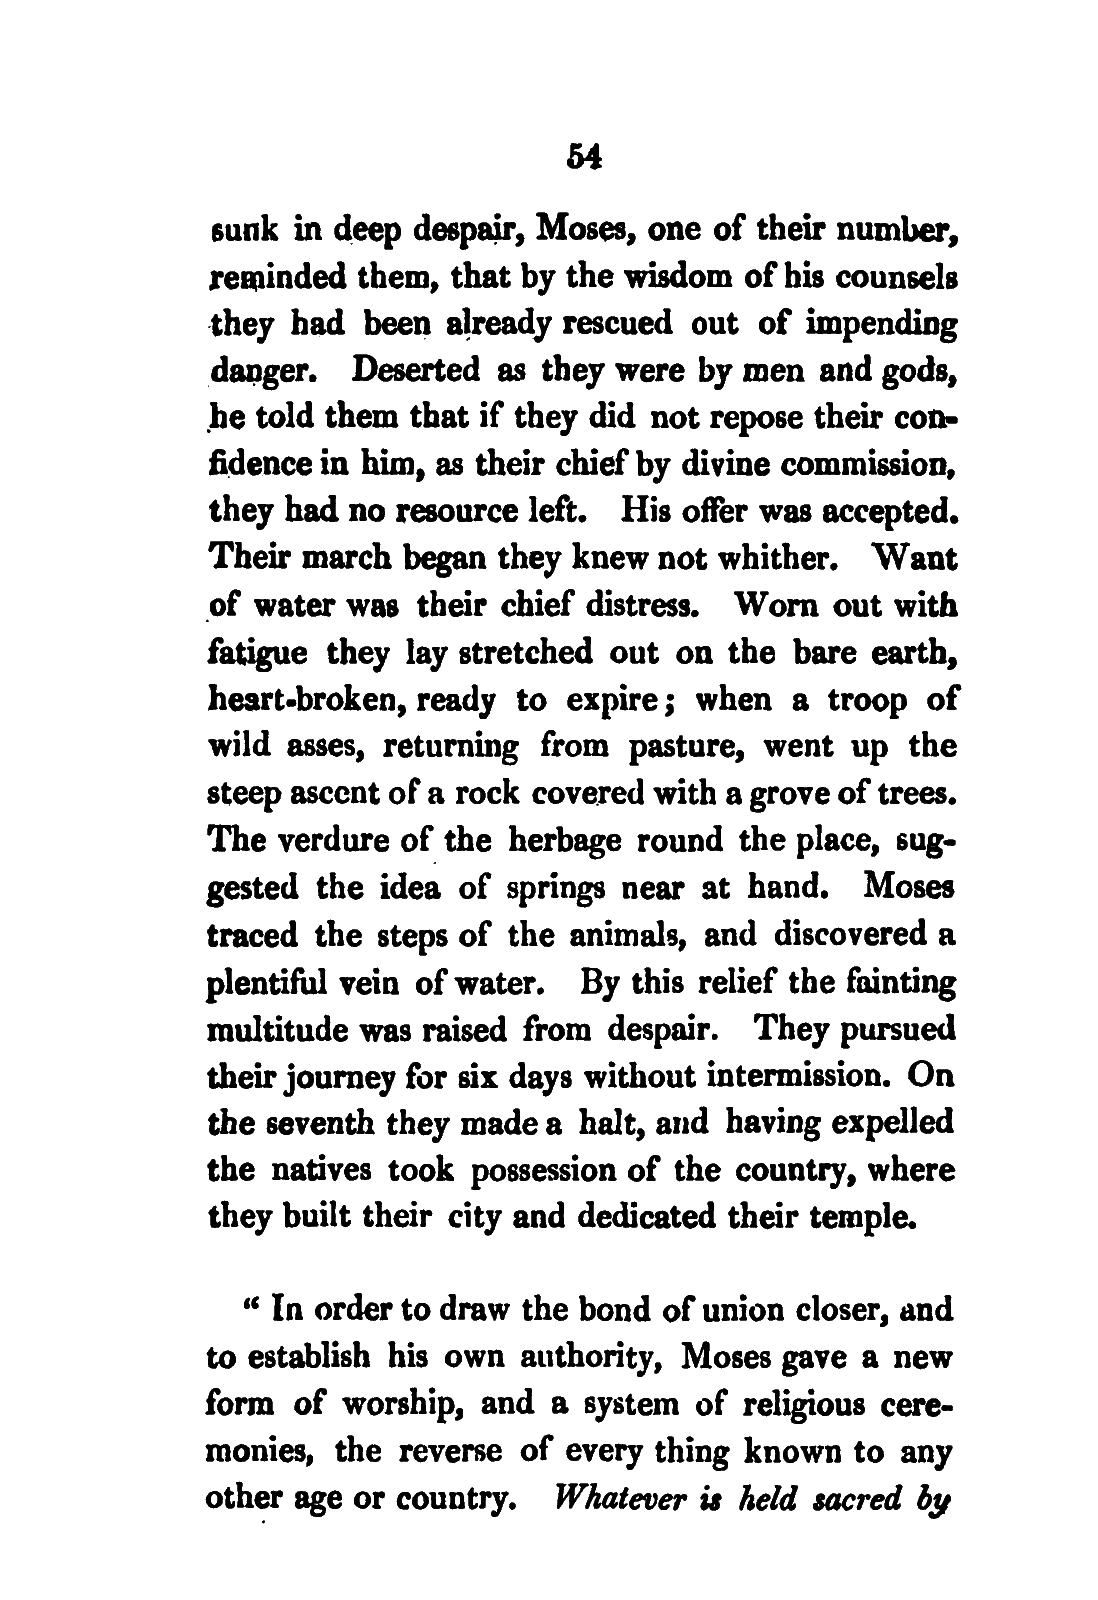 54
sunk in deep despair, Moses, one of their number,
reminded them, that by the wisdom of his counsels
they had been already rescued out of impending
danger. Deserted as they were by men and gods,
he told them that if they did not repose their con-
fidence in him, as their chief by divine commission,
they had no resource left. His offer was accepted.
Their march began they knew not whither. Want
of water was their chief distress. Worn out with
fatigue they lay stretched out on the bare earth,
heart-broken, ready to expire; when a troop of
wild asses, returning from pasture, went up the
steep ascent of a rock covered with a grove of trees.
The verdure of the herbage round the place, sug-
gested the idea of springs near at hand. Moses
traced the steps of the animals, and discovered a
plentiful vein of water. By this relief the fainting
multitude was raised from despair. They pursued
their journey for six days without intermission. On
the seventh they made a halt, and having expelled
the natives took possession of the country, where
they built their city and dedicated their temple.
“ In order to draw the bond of union closer, and
to establish his own authority, Moses gave a new
form of worship, and a system of religious cere-
monies, the reverse of every thing known to any
other age or country. Whatever is held sacred by